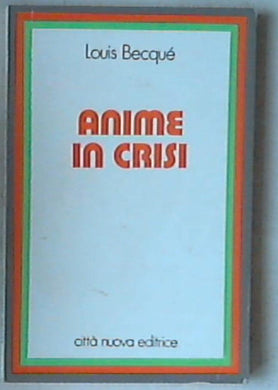 Louis Becqué
ANIME
IN CRISI
città nuova editrice